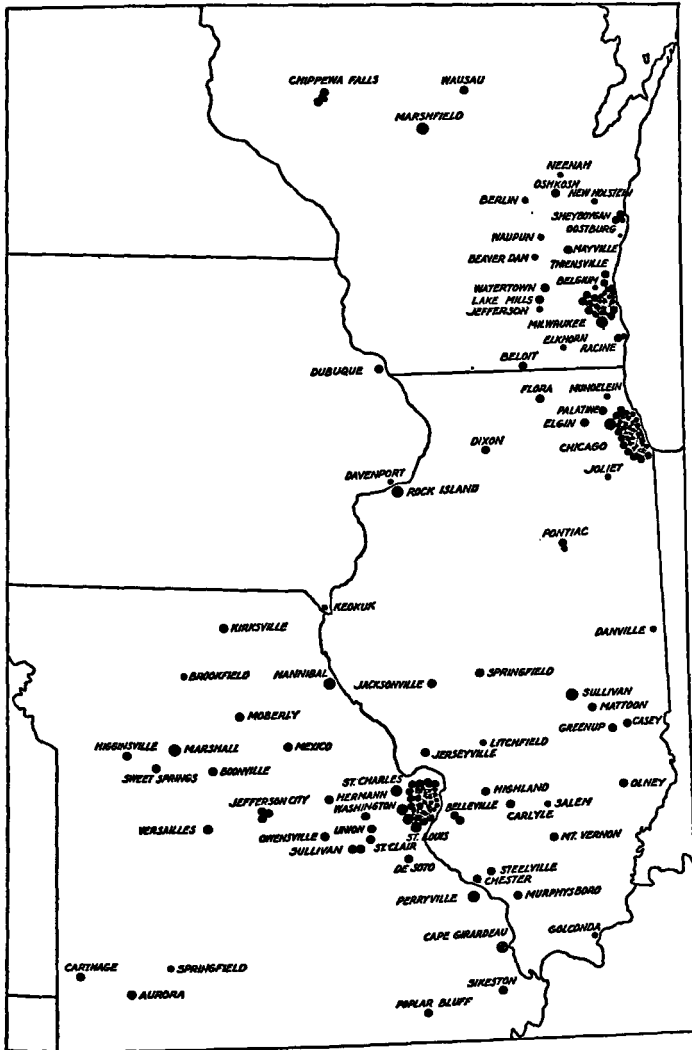 CHIPPEWA FALLS
WAUSAU
MARSHFIELD
NEENAH
OSHKOSH
BERLIN
NEW HOLSTEIN
SHEYBOYGAN
OOSTBURG
WAUPUN
MAYVILLE
BEAVER DAM
THIENSVILLE
BELGIUM
WATERTOWN
LAKE MILLS
JEFFERSON
MILWAUKEE
ELKHORN
RACINE
BELOIT
DUBUQUE
FLORA
MUNDELEIN
PALATINE
ELGIN
DIXON
CHICAGO
JOLIET
DAVENPORT
ROCK ISLAND
PONTIAC
KEOKUK
KIRKSVILLE
DANVILLE
BROOKFIELD
HANNIBAL
JACKSONVILLE
SPRINGFIELD
SULLIVAN
MATTOON
MOBERLY
GREENUP
CASEY
HIGGINSVILLE
MARSHALL
MEXICO
LITCHFIELD
JERSEYVILLE
SWEET SPRINGS
BOONVILLE
ST. CHARLES
HERMANN
HIGHLAND
OLNEY
JEFFERSON CITY
WASHINGTON
BELLEVILLE
CARLYLE
SALEM
VERSAILLES
OWENSVILLE
UNION
ST. LOUIS
MT. VERNON
SULLIVAN
ST. CLAIR
DE SOTO
STEELVILLE
CHESTER
PERRYVILLE
MURPHYSBORO
CAPE GIRARDEAU
GOLCONDA
CARTHAGE
SPRINGFIELD
AURORA
SIKESTON
POPLAR BLUFF